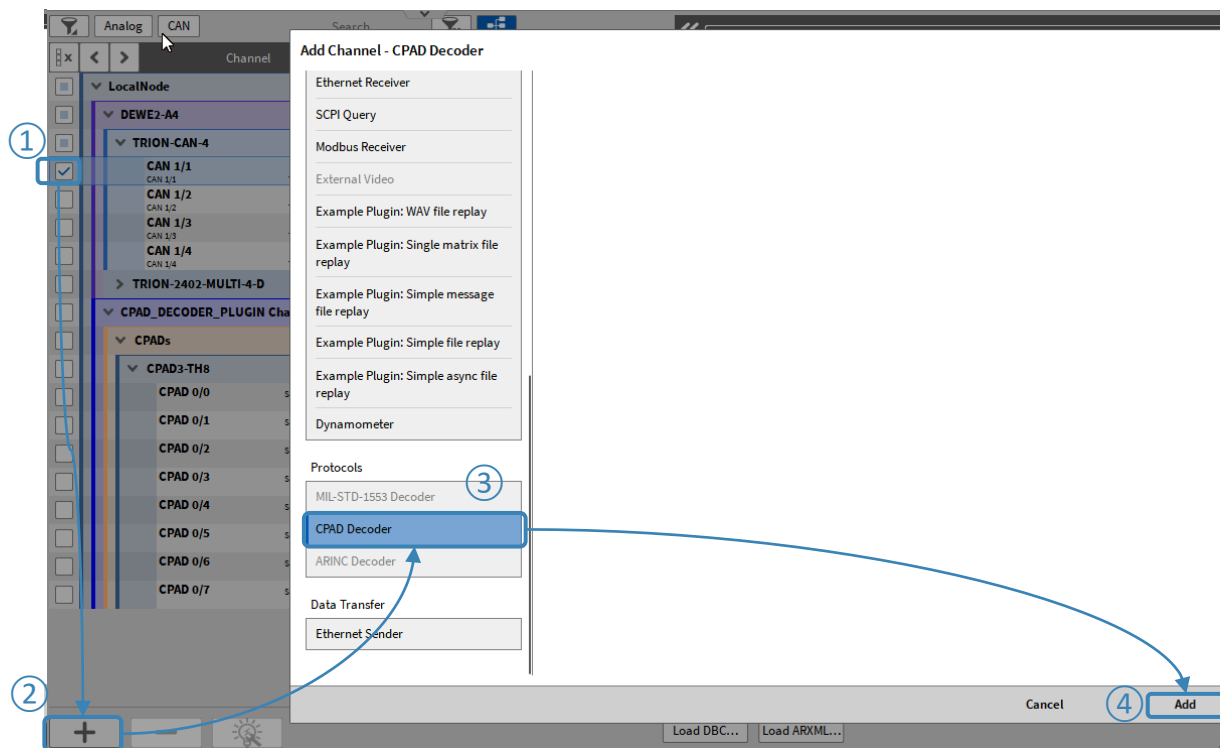 Analog
CAN
Search
Channel
Add Channel - CPAD Decoder
LocalNode
DEWE2-A4
①
TRION-CAN-4
CAN 1/1
CAN 1/1
CAN 1/2
CAN 1/2
CAN 1/3
CAN 1/3
CAN 1/4
CAN 1/4
TRION-2402-MULTI-4-D
CPAD_DECODER_PLUGIN Cha
CPADs
CPAD3-TH8
CPAD 0/0
CPAD 0/1
CPAD 0/2
CPAD 0/3
CPAD 0/4
CPAD 0/5
CPAD 0/6
CPAD 0/7
Ethernet Receiver
SCPI Query
Modbus Receiver
External Video
Example Plugin: WAV file replay
Example Plugin: Single matrix file
replay
Example Plugin: Simple message
file replay
Example Plugin: Simple file replay
Example Plugin: Simple async file
replay
Dynamometer
Protocols
③
MIL-STD-1553 Decoder
CPAD Decoder
ARINC Decoder
Data Transfer
Ethernet Sender
②
Cancel
④
Add
Load DBC...
Load ARXML...